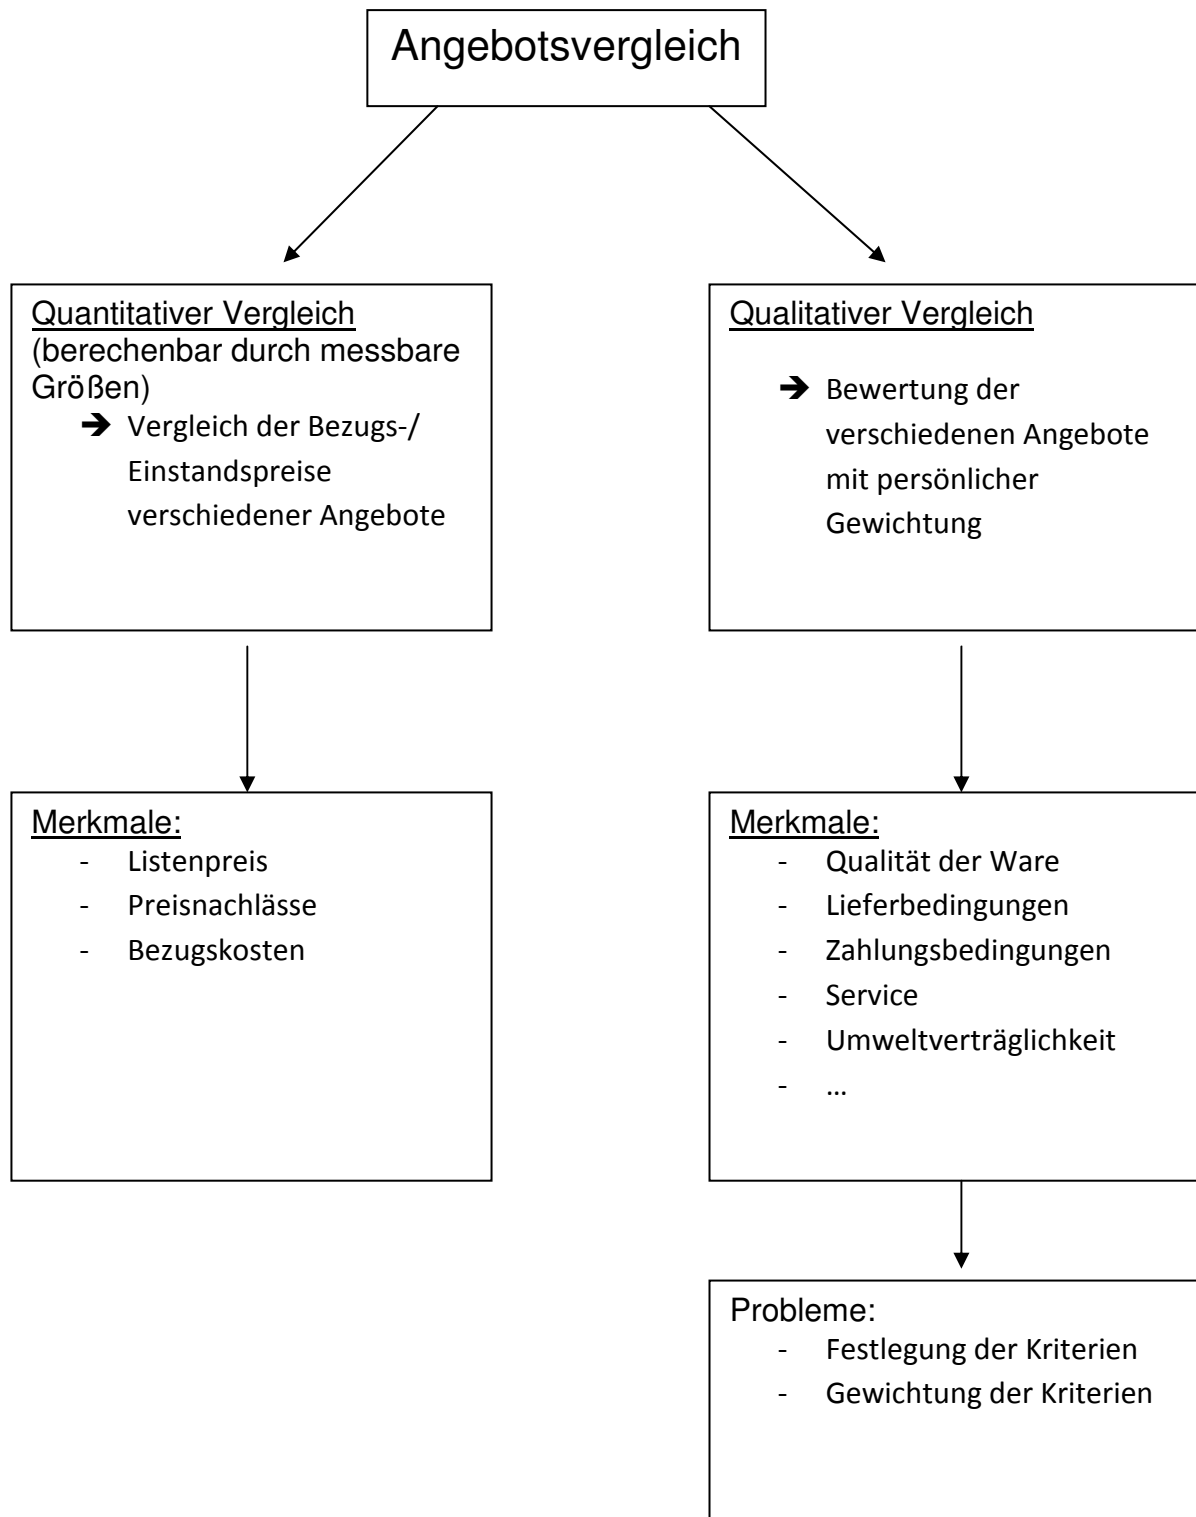 Angebotsvergleich
Quantitativer Vergleich
(berechenbar durch messbare
Größen)
➔ Vergleich der Bezugs-/
Einstandspreise
verschiedener Angebote
Qualitativer Vergleich
➔ Bewertung der
verschiedenen Angebote
mit persönlicher
Gewichtung
Merkmale:
- Listenpreis
- Preisnachlässe
- Bezugskosten
Merkmale:
- Qualität der Ware
- Lieferbedingungen
- Zahlungsbedingungen
- Service
- Umweltverträglichkeit
- ...
Probleme:
- Festlegung der Kriterien
- Gewichtung der Kriterien